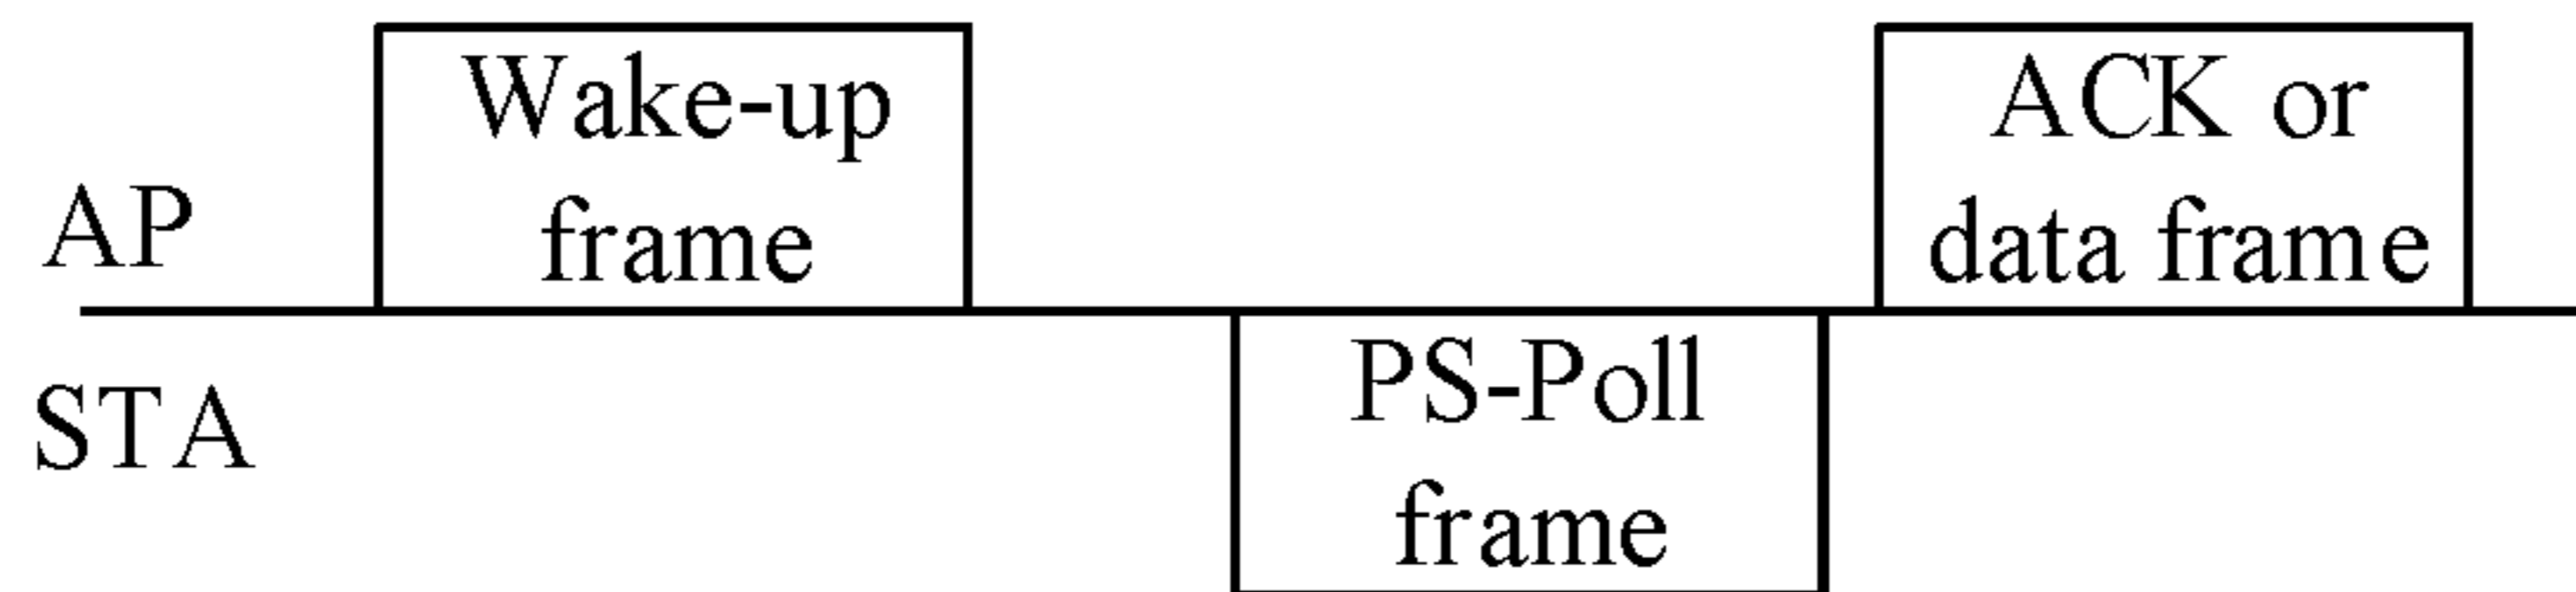 AP
Wake-up
frame
ACK or
data frame
STA
PS-Poll
frame